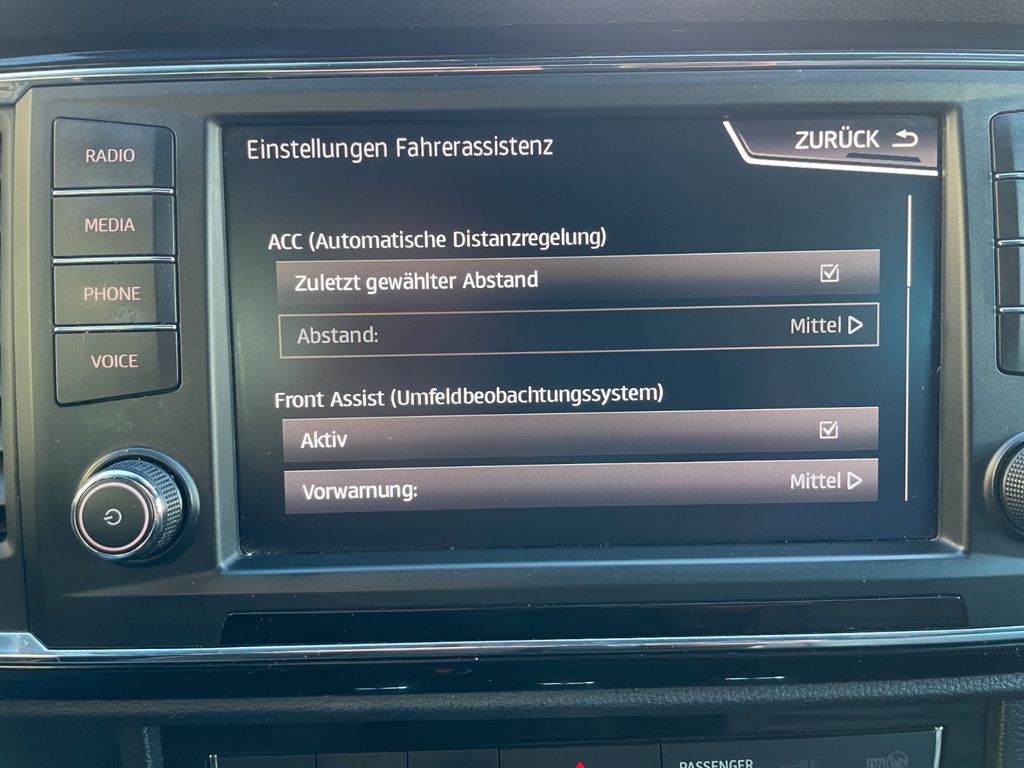 RADIO
MEDIA
PHONE
VOICE
Einstellungen Fahrerassistenz
ZURÜCK
ACC (Automatische Distanzregelung)
Zuletzt gewählter Abstand
Abstand: Mittel
Front Assist (Umfeldbeobachtungssystem)
Aktiv
Vorwarnung: Mittel
PASSENGER